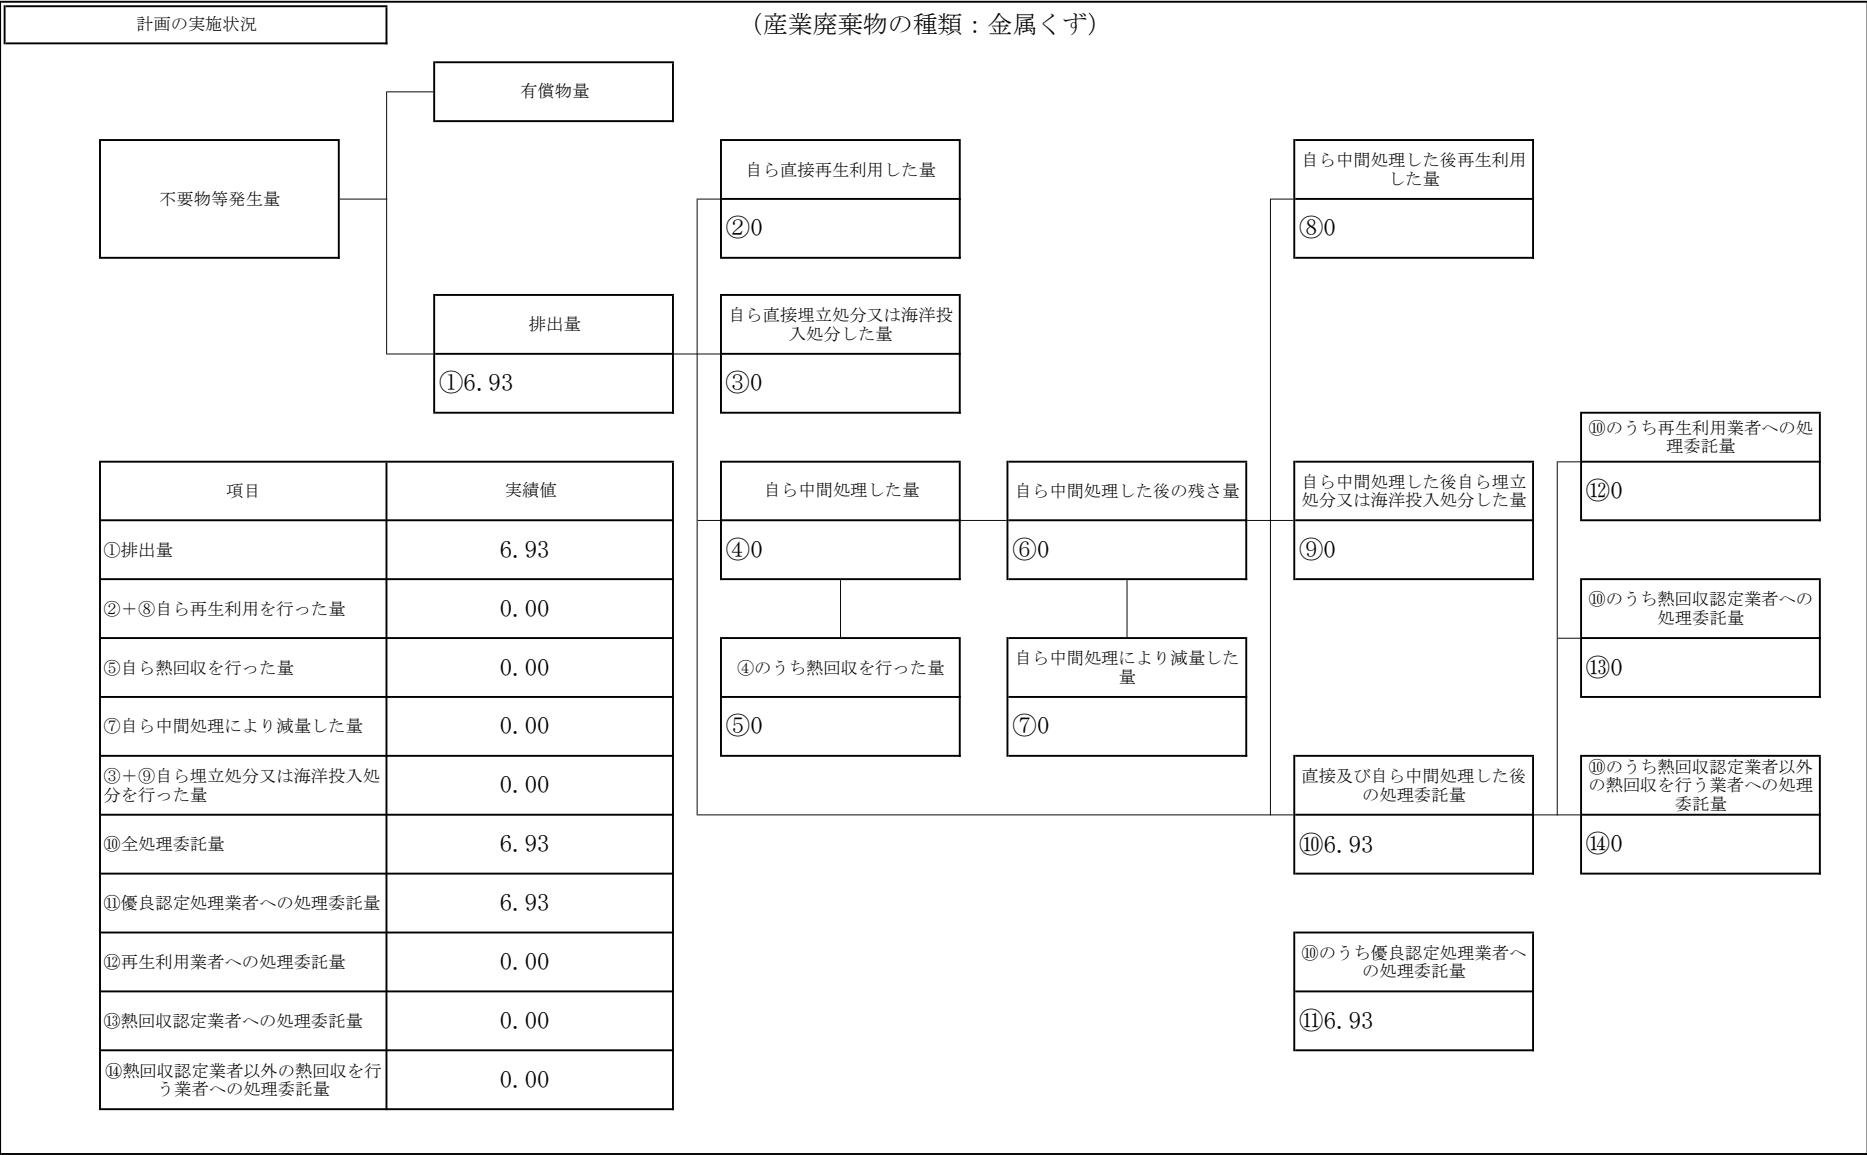 計画の実施状況
（産業廃棄物の種類：金属くず）
有償物量
不要物等発生量
自ら直接再生利用した量
②0
自ら中間処理した後再生利用
した量
⑧0
排出量
①6.93
自ら直接埋立処分又は海洋投
入処分した量
③0
⑩のうち再生利用業者への処
理委託量
⑫0
自ら中間処理した量
④0
自ら中間処理した後の残さ量
⑥0
自ら中間処理した後自ら埋立
処分又は海洋投入処分した量
⑨0
⑩のうち熱回収認定業者への
処理委託量
⑬0
④のうち熱回収を行った量
⑤0
自ら中間処理により減量した
量
⑦0
直接及び自ら中間処理した後
の処理委託量
⑩6.93
⑩のうち熱回収認定業者以外
の熱回収を行う業者への処理
委託量
⑭0
⑩のうち優良認定処理業者へ
の処理委託量
⑪6.93
項目 実績値
①排出量 6.93
②＋⑧自ら再生利用を行った量 0.00
⑤自ら熱回収を行った量 0.00
⑦自ら中間処理により減量した量 0.00
③＋⑨自ら埋立処分又は海洋投入処
分を行った量 0.00
⑩全処理委託量 6.93
⑪優良認定処理業者への処理委託量 6.93
⑫再生利用業者への処理委託量 0.00
⑬熱回収認定業者への処理委託量 0.00
⑭熱回収認定業者以外の熱回収を行
う業者への処理委託量 0.00